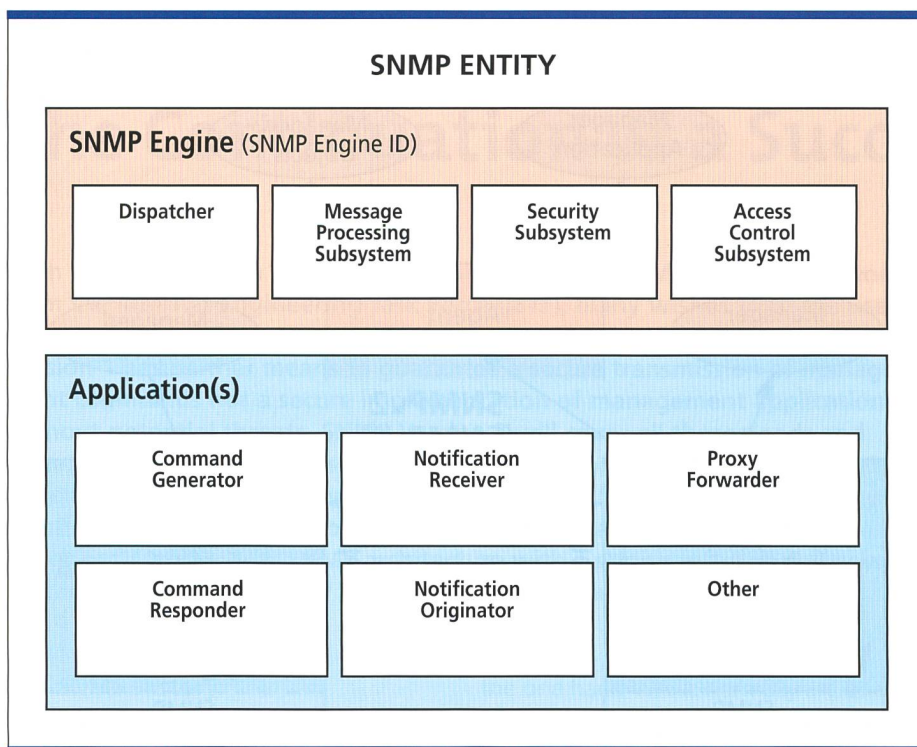 SNMP ENTITY
SNMP Engine (SNMP Engine ID)
Dispatcher
Message
Processing
Subsystem
Security
Subsystem
Access
Control
Subsystem
Application(s)
Command
Generator
Notification
Receiver
Proxy
Forwarder
Command
Responder
Notification
Originator
Other